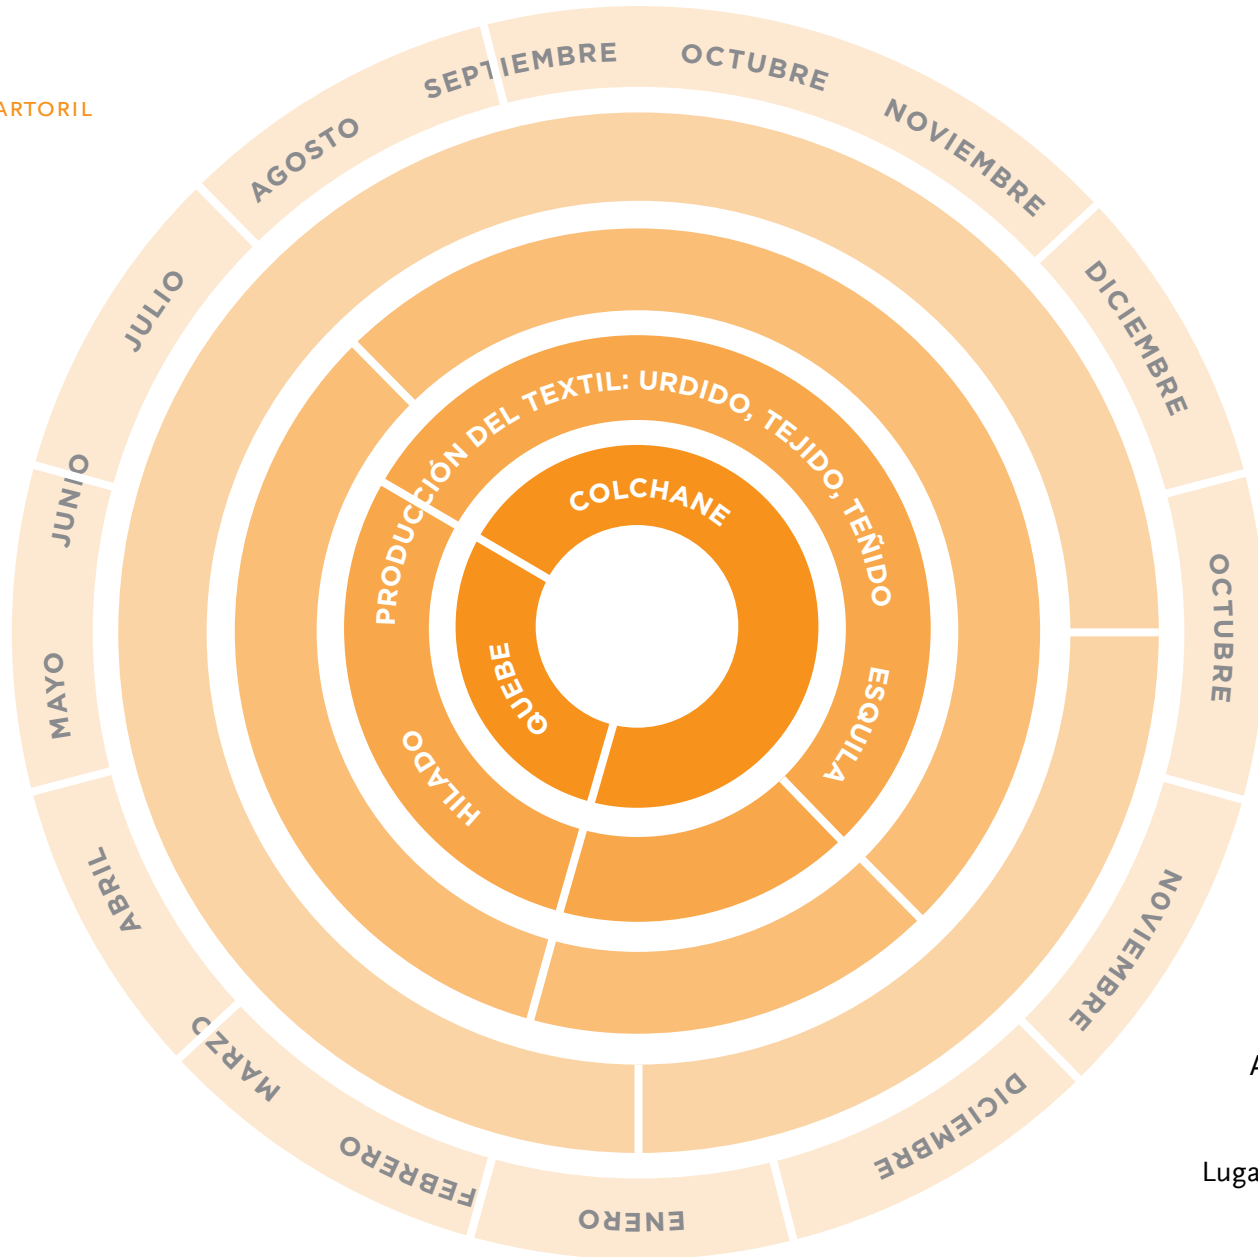 ARTORIL
SEPTIEMBRE
OCTUBRE
NOVIEMBRE
DICIEMBRE
OCTUBRE
NOVIEMBRE
DICIEMBRE
ENERO
FEBRERO
MARZO
ABRIL
MAYO
JUNIO
JULIO
AGOSTO
PRODUCCIÓN DEL TEXTIL: URDIDO, TEJIDO, TEÑIDO
ESQUILA
HILADO
COLCHANE
QUEBE
A
Luga